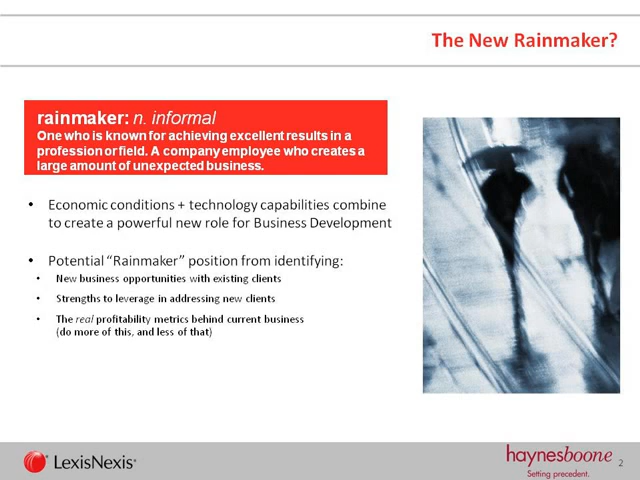 The New Rainmaker?
rainmaker: n. informal
One who is known for achieving excellent results in a
profession or field. A company employee who creates a
large amount of unexpected business.
• Economic conditions + technology capabilities combine
to create a powerful new role for Business Development
• Potential “Rainmaker” position from identifying:
• New business opportunities with existing clients
• Strengths to leverage in addressing new clients
• The real profitability metrics behind current business
(do more of this, and less of that)
LexisNexis®
haynesboone
Setting precedent.
2